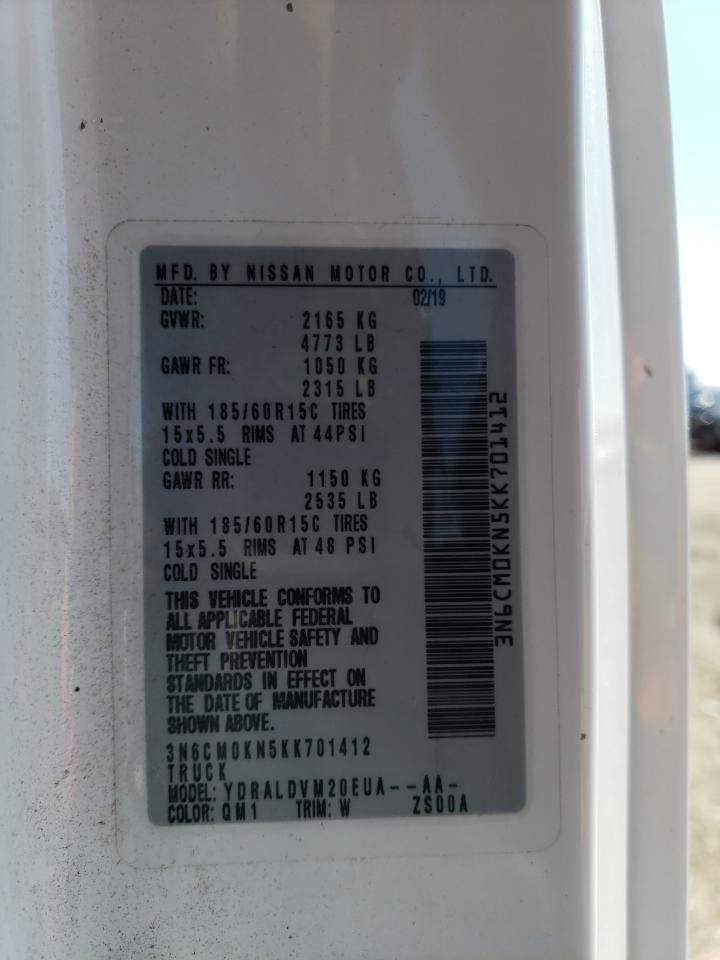 MFD. BY NISSAN MOTOR CO., LTD.
DATE: 02/19
GVWR: 2165 KG
4773 LB
GAWR FR: 1050 KG
2315 LB
WITH 185/60R15C TIRES
15x5.5 RIMS AT 44PSI
COLD SINGLE
GAWR RR: 1150 KG
2535 LB
WITH 185/60R15C TIRES
15x5.5 RIMS AT 48 PSI
COLD SINGLE
THIS VEHICLE CONFORMS TO
ALL APPLICABLE FEDERAL
MOTOR VEHICLE SAFETY AND
THEFT PREVENTION
STANDARDS IN EFFECT ON
THE DATE OF MANUFACTURE
SHOWN ABOVE.
3N6CM0KN5KK701412
TRUCK
MODEL: YDRALDVM20EUA--AA-
COLOR: QM1 TRIM: W ZS00A
3N6CM0KN5KK701412